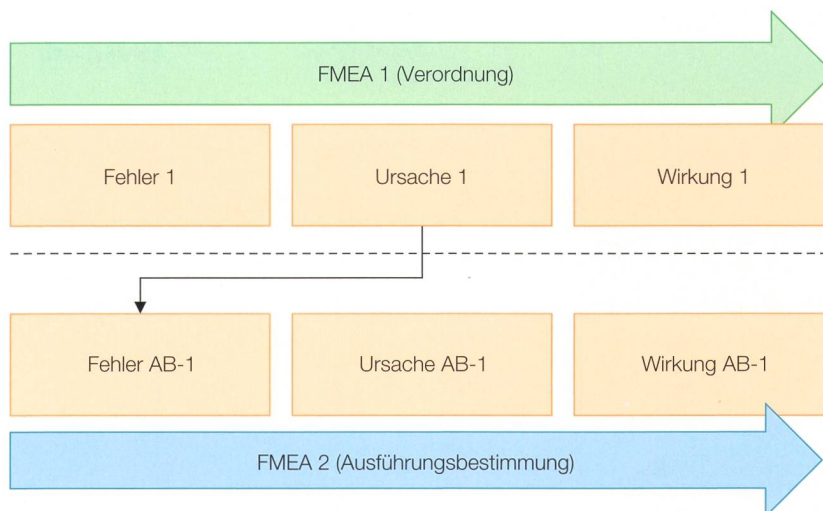 FMEA 1 (Verordnung)
Fehler 1
Ursache 1
Wirkung 1
Fehler AB-1
Ursache AB-1
Wirkung AB-1
FMEA 2 (Ausführungsbestimmung)